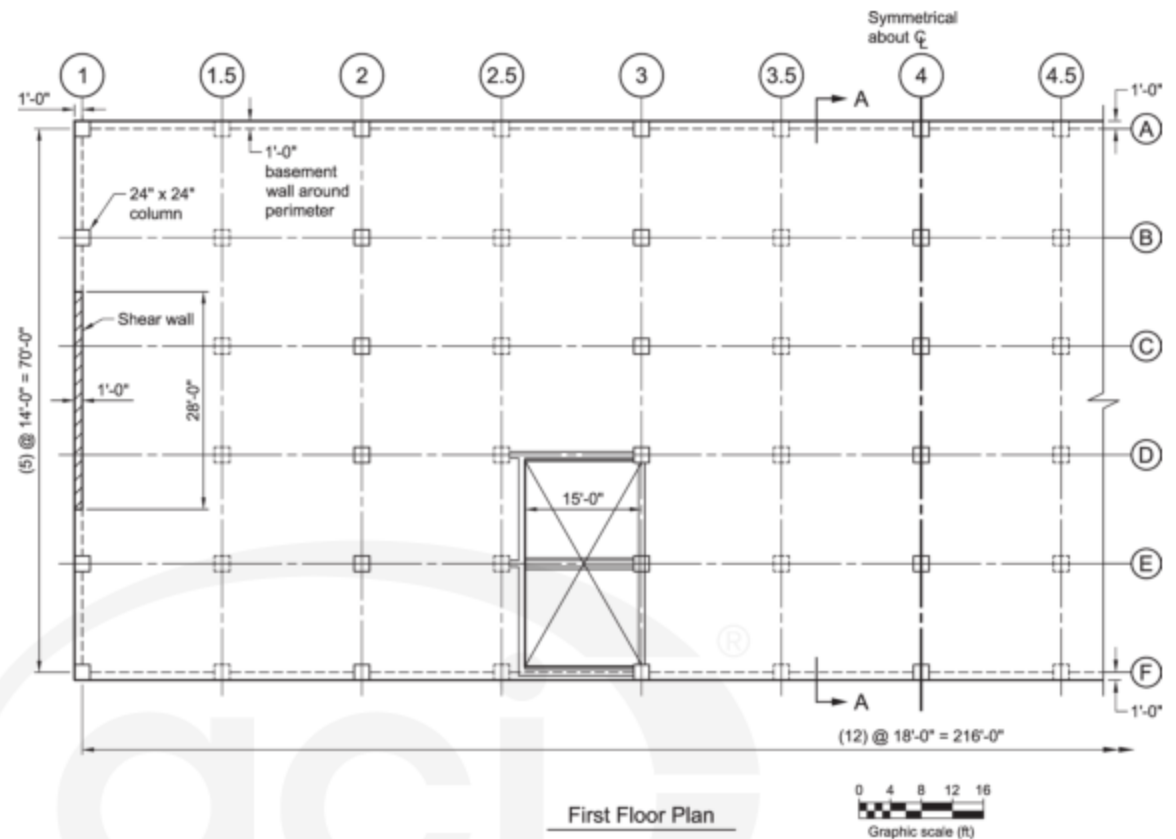 Symmetrical
about ℄
1
1.5
2
2.5
3
3.5
4
4.5
1'-0"
A
1'-0"
A
1'-0"
basement
wall around
perimeter
24" x 24"
column
B
Shear wall
C
(5) @ 14'-0" = 70'-0"
1'-0"
28'-0"
D
15'-0"
E
®
aci
A
F
1'-0"
(12) @ 18'-0" = 216'-0"
First Floor Plan
0 4 8 12 16
Graphic scale (ft)